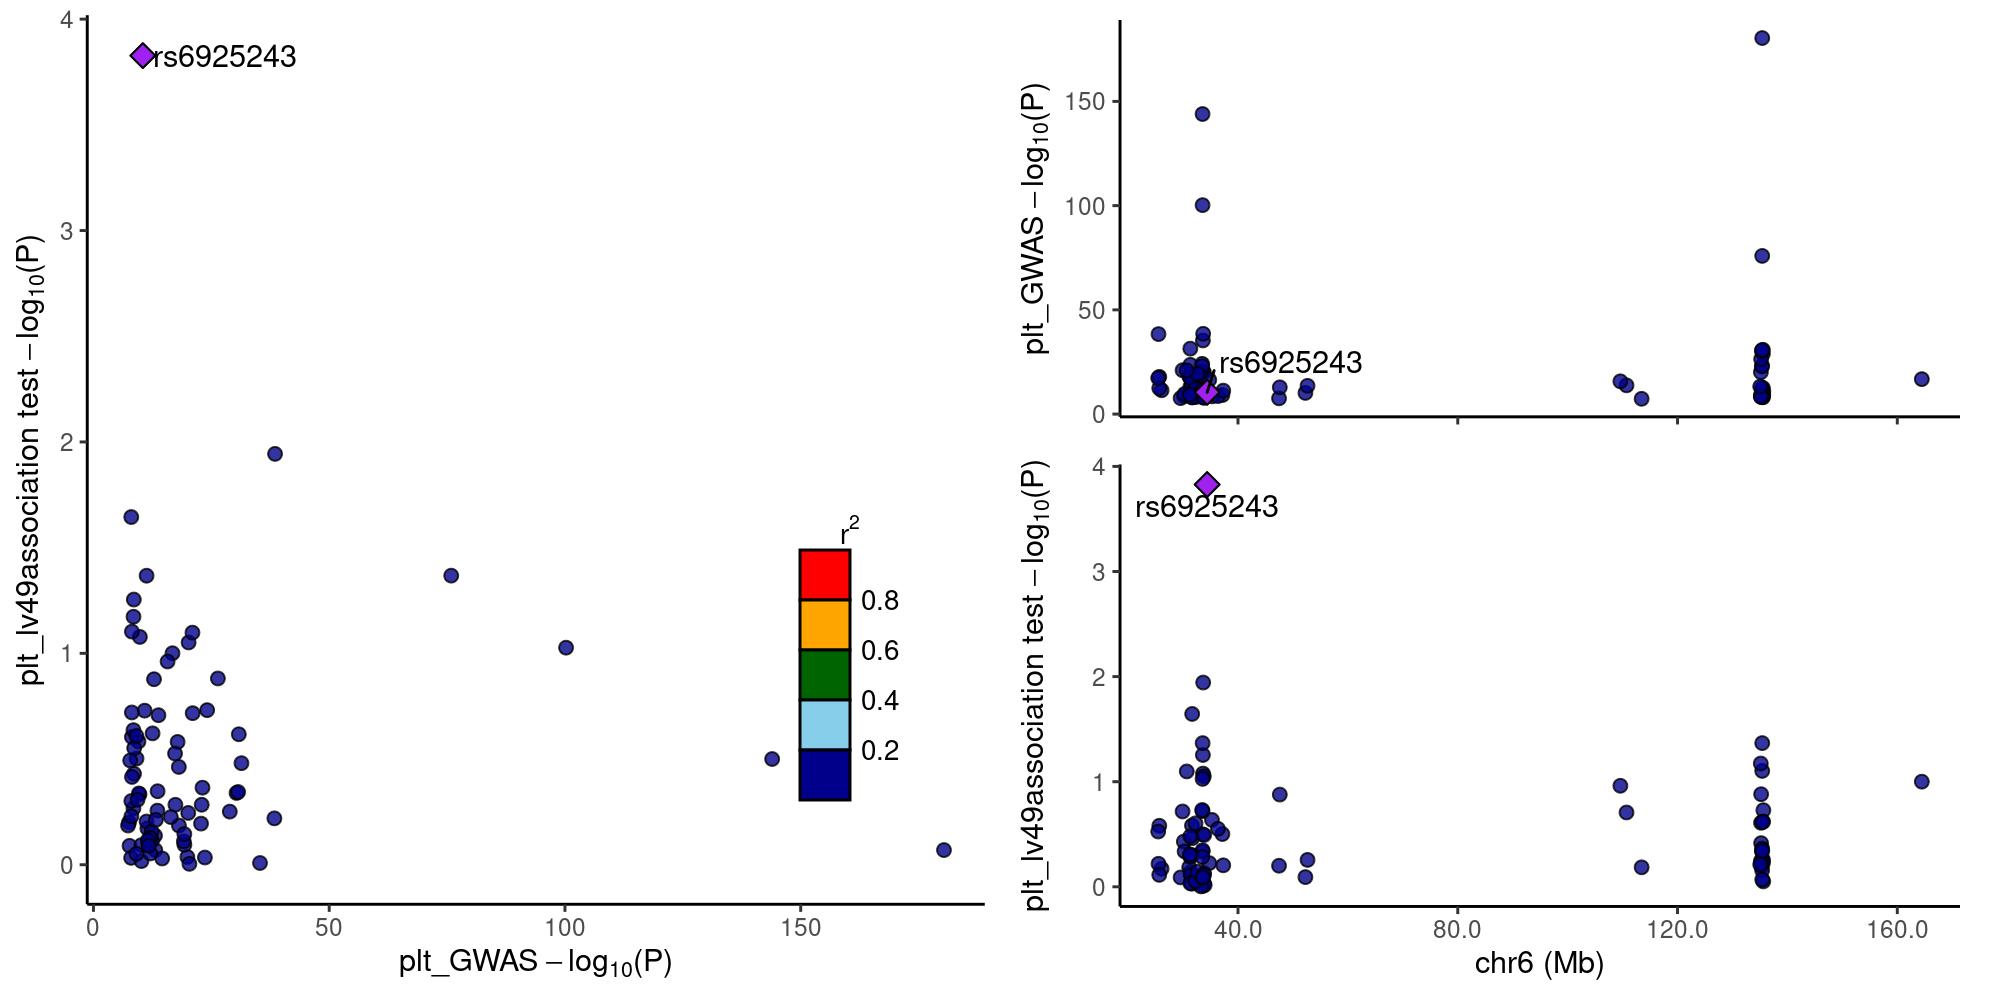 4
3
2
1
0
plt_lv49association test −log10(P)
rs6925243
r2
0.8
0.6
0.4
0.2
0 50 100 150
plt_GWAS −log10(P)
150
100
50
0
plt_GWAS −log10(P)
rs6925243
4
3
2
1
0
plt_lv49association test −log10(P)
rs6925243
40.0 80.0 120.0 160.0
chr6 (Mb)